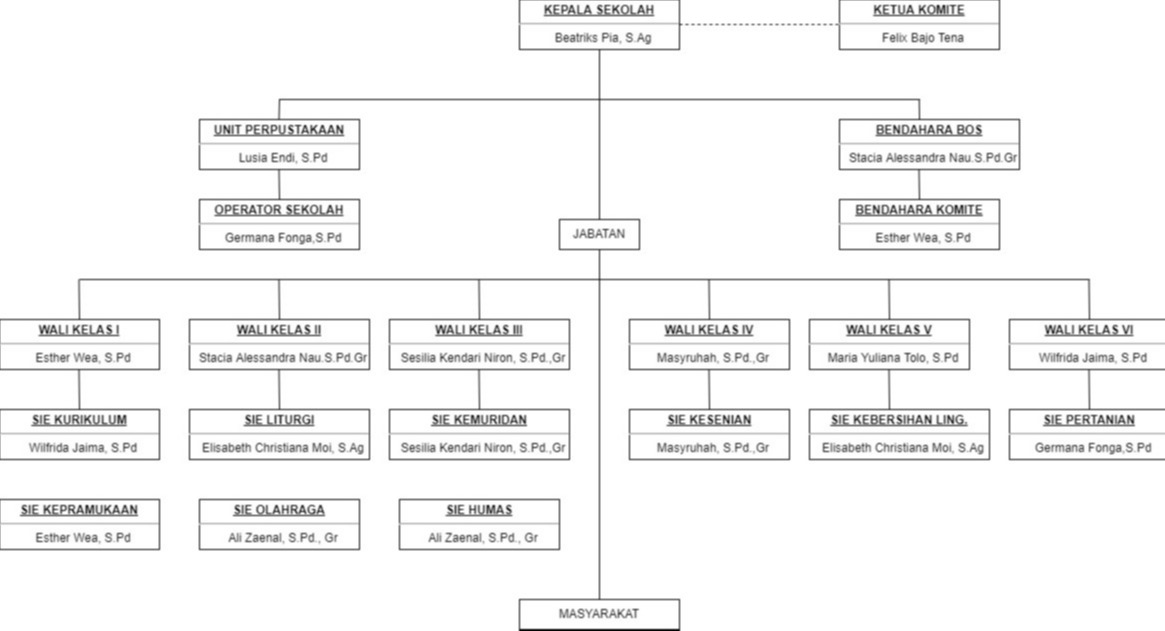 KEPALA SEKOLAH
Beatriks Pia, S.Ag
KETUA KOMITE
Felix Bajo Tena
UNIT PERPUSTAKAAN
Lusia Endi, S.Pd
BENDAHARA BOS
Stacia Alessandra Nau.S.Pd.Gr
OPERATOR SEKOLAH
Germana Fonga,S.Pd
BENDAHARA KOMITE
Esther Wea, S.Pd
JABATAN
WALI KELAS I
Esther Wea, S.Pd
WALI KELAS II
Stacia Alessandra Nau.S.Pd.Gr
WALI KELAS III
Sesilia Kendari Niron, S.Pd.,Gr
WALI KELAS IV
Masyruhah, S.Pd.,Gr
WALI KELAS V
Maria Yuliana Tolo, S.Pd
WALI KELAS VI
Wilfrida Jaima, S.Pd
SIE KURIKULUM
Wilfrida Jaima, S.Pd
SIE LITURGI
Elisabeth Christiana Moi, S.Ag
SIE KEMURIDAN
Sesilia Kendari Niron, S.Pd.,Gr
SIE KESENIAN
Masyruhah, S.Pd.,Gr
SIE KEBERSIHAN LING.
Elisabeth Christiana Moi, S.Ag
SIE PERTANIAN
Germana Fonga,S.Pd
SIE KEPRAMUKAAN
Esther Wea, S.Pd
SIE OLAHRAGA
Ali Zaenal, S.Pd., Gr
SIE HUMAS
Ali Zaenal, S.Pd., Gr
MASYARAKAT